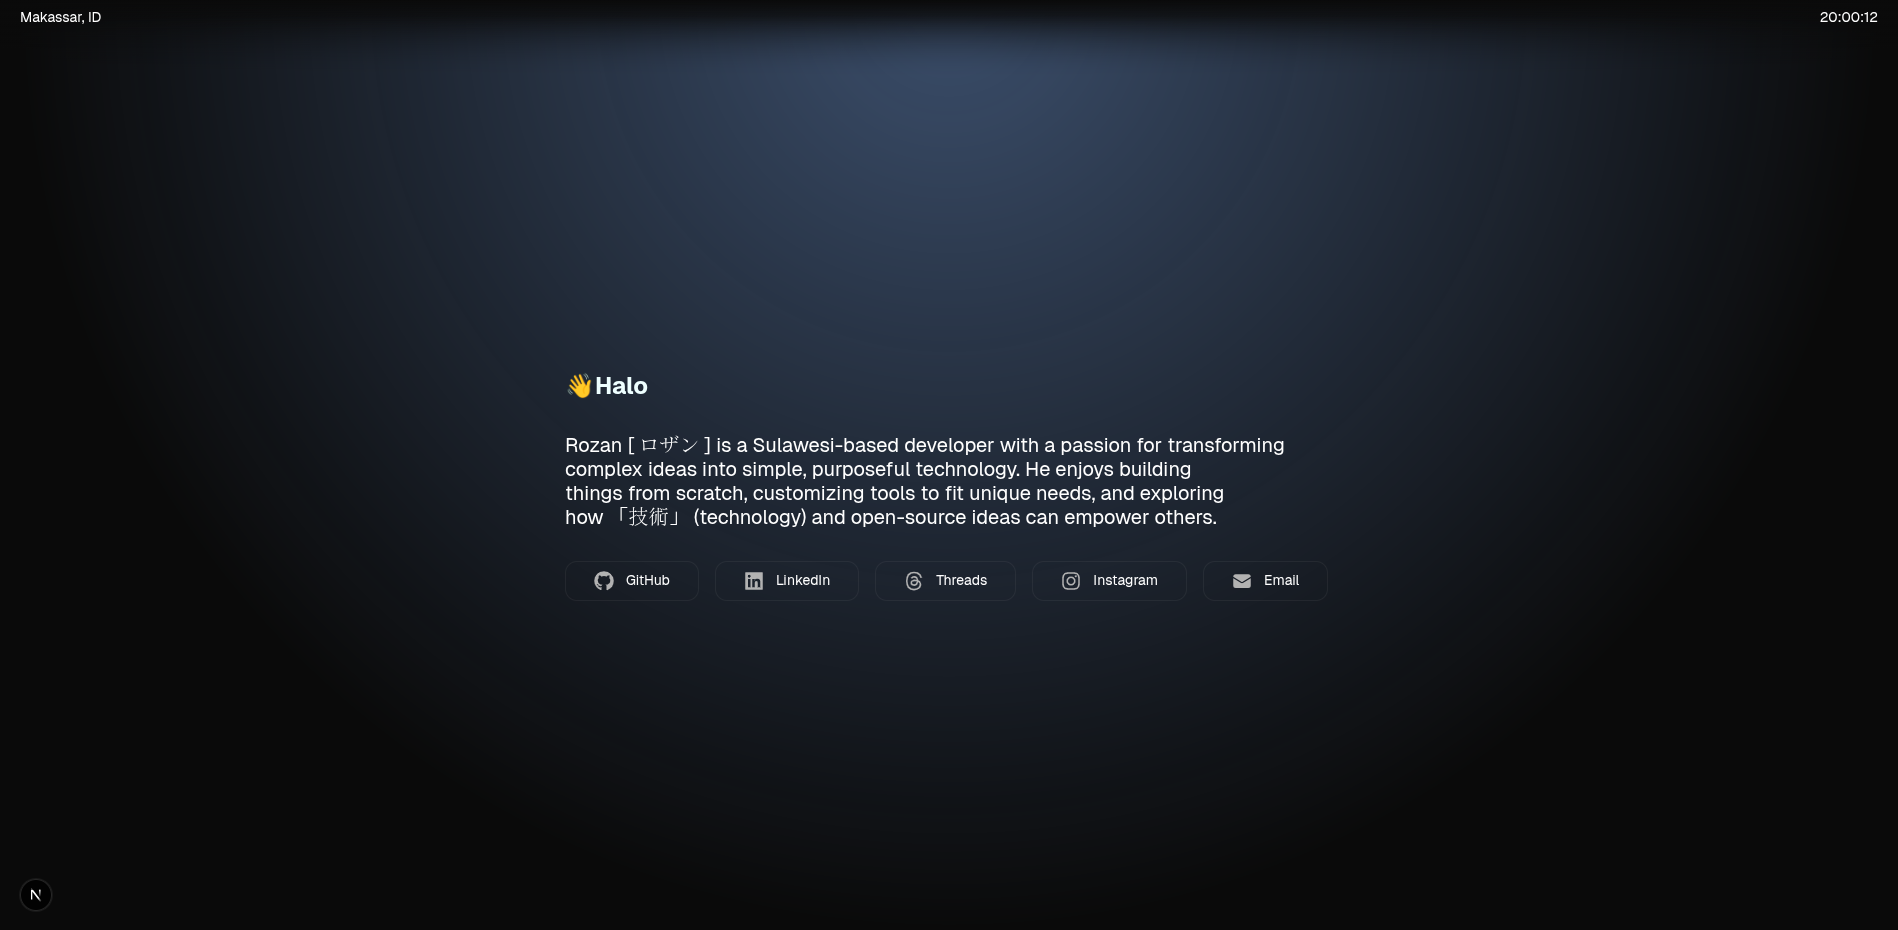 Makassar, ID
20:00:12
👋Halo
Rozan [ ロザン ] is a Sulawesi-based developer with a passion for transforming
complex ideas into simple, purposeful technology. He enjoys building
things from scratch, customizing tools to fit unique needs, and exploring
how 「技術」 (technology) and open-source ideas can empower others.
GitHub
LinkedIn
Threads
Instagram
Email
N